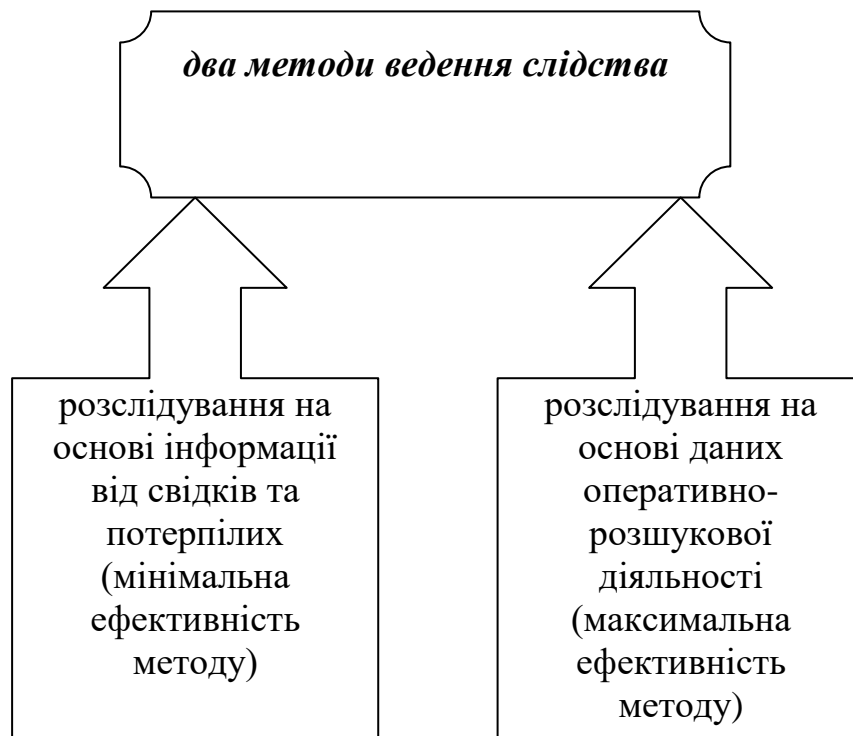 два методи ведення слідства
розслідування на
основі інформації
від свідків та
потерпілих
(мінімальна
ефективність
методу)
розслідування на
основі даних
оперативно-
розшукової
діяльності
(максимальна
ефективність
методу)